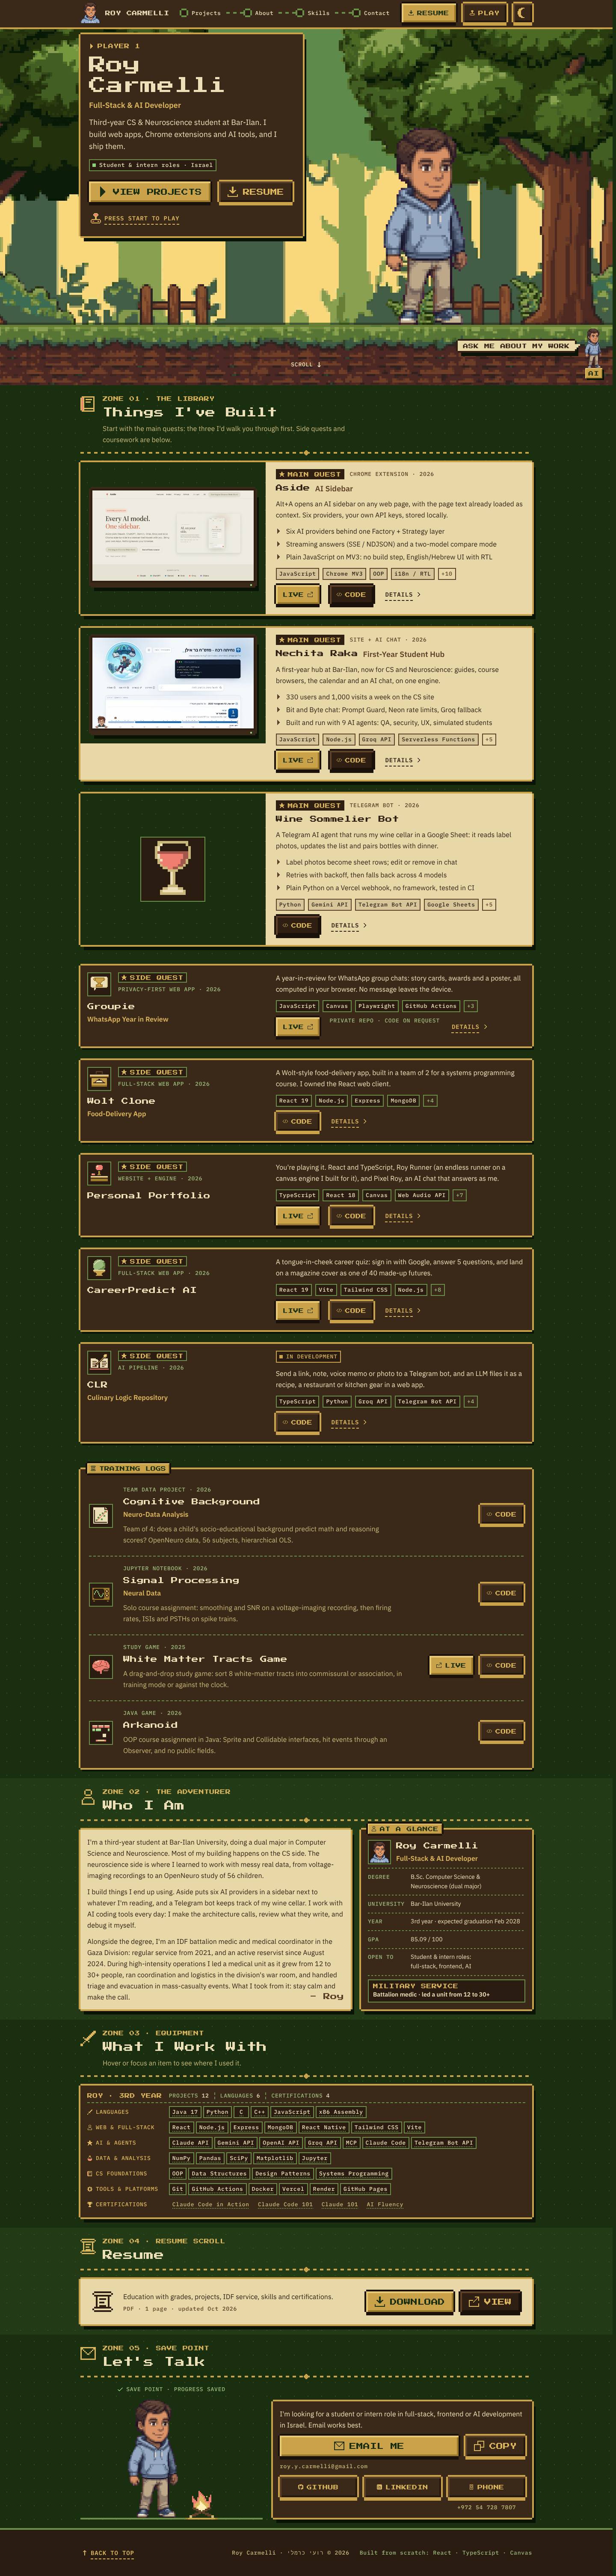 ROY CARMELLI
Projects
About
Skills
Contact
RESUME
PLAY
PLAYER 1
Roy
Carmelli
Full-Stack & AI Developer
Third-year CS & Neuroscience student at Bar-Ilan. I
build web apps, Chrome extensions and AI tools, and I
ship them.
Student & intern roles · Israel
VIEW PROJECTS
RESUME
PRESS START TO PLAY
ASK ME ABOUT MY WORK
AI
SCROLL ↓
ZONE 01 · THE LIBRARY
Things I've Built
Start with the main quests: the three I'd walk you through first. Side quests and
coursework are below.
Every AI model.
One sidebar.
★ MAIN QUEST CHROME EXTENSION · 2026
Aside AI Sidebar
Alt+A opens an AI sidebar on any web page, with the page text already loaded as
context. Six providers, your own API keys, stored locally.
Six AI providers behind one Factory + Strategy layer
Streaming answers (SSE / NDJSON) and a two-model compare mode
Plain JavaScript on MV3: no build step, English/Hebrew UI with RTL
JavaScript Chrome MV3 OOP i18n / RTL +10
LIVE CODE DETAILS >
★ MAIN QUEST SITE + AI CHAT · 2026
Nechita Raka First-Year Student Hub
A first-year hub at Bar-Ilan, now for CS and Neuroscience: guides, course
browsers, the calendar and an AI chat, on one engine.
330 users and 1,000 visits a week on the CS site
Bit and Byte chat: Prompt Guard, Neon rate limits, Groq fallback
Built and run with 9 AI agents: QA, security, UX, simulated students
JavaScript Node.js Groq API Serverless Functions +5
LIVE CODE DETAILS >
★ MAIN QUEST TELEGRAM BOT · 2026
Wine Sommelier Bot
A Telegram AI agent that runs my wine cellar in a Google Sheet: it reads label
photos, updates the list and pairs bottles with dinner.
Label photos become sheet rows; edit or remove in chat
Retries with backoff, then falls back across 4 models
Plain Python on a Vercel webhook, no framework, tested in CI
Python Gemini API Telegram Bot API Google Sheets +5
CODE DETAILS >
★ SIDE QUEST
PRIVACY-FIRST WEB APP · 2026
Groupie
WhatsApp Year in Review
A year-in-review for WhatsApp group chats: story cards, awards and a poster, all
computed in your browser. No message leaves the device.
JavaScript Canvas Playwright GitHub Actions +3
LIVE PRIVATE REPO · CODE ON REQUEST DETAILS >
★ SIDE QUEST
FULL-STACK WEB APP · 2026
Wolt Clone
Food-Delivery App
A Wolt-style food-delivery app, built in a team of 2 for a systems programming
course. I owned the React web client.
React 19 Node.js Express MongoDB +4
CODE DETAILS >
★ SIDE QUEST
WEBSITE + ENGINE · 2026
Personal Portfolio
You're playing it. React and TypeScript, Roy Runner (an endless runner on a
canvas engine I built for it), and Pixel Roy, an AI chat that answers as me.
TypeScript React 18 Canvas Web Audio API +7
LIVE CODE DETAILS >
★ SIDE QUEST
FULL-STACK WEB APP · 2026
CareerPredict AI
A tongue-in-cheek career quiz: sign in with Google, answer 5 questions, and land
on a magazine cover as one of 40 made-up futures.
React 19 Vite Tailwind CSS Node.js +8
LIVE CODE DETAILS >
★ SIDE QUEST
AI PIPELINE · 2026
CLR
Culinary Logic Repository
IN DEVELOPMENT
Send a link, note, voice memo or photo to a Telegram bot, and an LLM files it as a
recipe, a restaurant or kitchen gear in a web app.
TypeScript Python Groq API Telegram Bot API +4
CODE DETAILS >
TRAINING LOGS
TEAM DATA PROJECT · 2026
Cognitive Background
Neuro-Data Analysis
Team of 4: does a child's socio-educational background predict math and reasoning
scores? OpenNeuro data, 56 subjects, hierarchical OLS.
CODE
JUPYTER NOTEBOOK · 2026
Signal Processing
Neural Data
Solo course assignment: smoothing and SNR on a voltage-imaging recording, then firing
rates, ISIs and PSTHs on spike trains.
CODE
STUDY GAME · 2025
White Matter Tracts Game
A drag-and-drop study game: sort 8 white-matter tracts into commissural or association, in
training mode or against the clock.
LIVE CODE
JAVA GAME · 2026
Arkanoid
OOP course assignment in Java: Sprite and Collidable interfaces, hit events through an
Observer, and no public fields.
CODE
ZONE 02 · THE ADVENTURER
Who I Am
I'm a third-year student at Bar-Ilan University, doing a dual major in Computer
Science and Neuroscience. Most of my building happens on the CS side. The
neuroscience side is where I learned to work with messy real data, from voltage-
imaging recordings to an OpenNeuro study of 56 children.
I build things I end up using. Aside puts six AI providers in a sidebar next to
whatever I'm reading, and a Telegram bot keeps track of my wine cellar. I work with
AI coding tools every day: I make the architecture calls, review what they write, and
debug it myself.
Alongside the degree, I'm an IDF battalion medic and medical coordinator in the
Gaza Division: regular service from 2021, and an active reservist since August
2024. During high-intensity operations I led a medical unit as it grew from 12 to
30+ people, ran coordination and logistics in the division's war room, and handled
triage and evacuation in mass-casualty events. What I took from it: stay calm and
make the call.
— Roy
AT A GLANCE
Roy Carmelli
Full-Stack & AI Developer
DEGREE B.Sc. Computer Science &
Neuroscience (dual major)
UNIVERSITY Bar-Ilan University
YEAR 3rd year · expected graduation Feb 2028
GPA 85.09 / 100
OPEN TO Student & intern roles:
full-stack, frontend, AI
MILITARY SERVICE
Battalion medic · led a unit from 12 to 30+
ZONE 03 · EQUIPMENT
What I Work With
Hover or focus an item to see where I used it.
ROY · 3RD YEAR PROJECTS 12 ¦ LANGUAGES 6 ¦ CERTIFICATIONS 4
LANGUAGES Java 17 Python C C++ JavaScript x86 Assembly
WEB & FULL-STACK React Node.js Express MongoDB React Native Tailwind CSS Vite
AI & AGENTS Claude API Gemini API OpenAI API Groq API MCP Claude Code Telegram Bot API
DATA & ANALYSIS NumPy Pandas SciPy Matplotlib Jupyter
CS FOUNDATIONS OOP Data Structures Design Patterns Systems Programming
TOOLS & PLATFORMS Git GitHub Actions Docker Vercel Render GitHub Pages
CERTIFICATIONS Claude Code in Action Claude Code 101 Claude 101 AI Fluency
ZONE 04 · RESUME SCROLL
Resume
Education with grades, projects, IDF service, skills and certifications.
PDF · 1 page · updated Oct 2026
DOWNLOAD VIEW
ZONE 05 · SAVE POINT
Let's Talk
✓ SAVE POINT · PROGRESS SAVED
I'm looking for a student or intern role in full-stack, frontend or AI development
in Israel. Email works best.
EMAIL ME COPY
roy.y.carmelli@gmail.com
GITHUB LINKEDIN PHONE
+972 54 728 7807
↑ BACK TO TOP
Roy Carmelli · רועי כרמלי © 2026 Built from scratch: React · TypeScript · Canvas